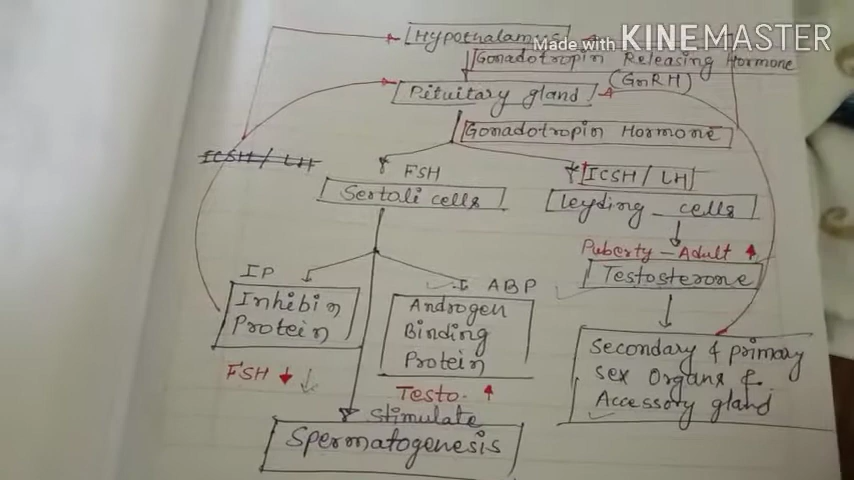 Hypothalamus
Made with KINEMASTER
Gonadotropin Releasing Hormone
(GnRH)
Pituitary gland
Gonadotropin Hormone
ICSH / LH
FSH
ICSH / LH
Sertali cells
Leyding cells
Puberty - Adult
Testosterone
IP
ABP
Inhibin
Protein
Androgen
Binding
Protein
Secondary & primary
Sex Organs &
Accessory gland
FSH
Testo.
Stimulate
Spermatogenesis